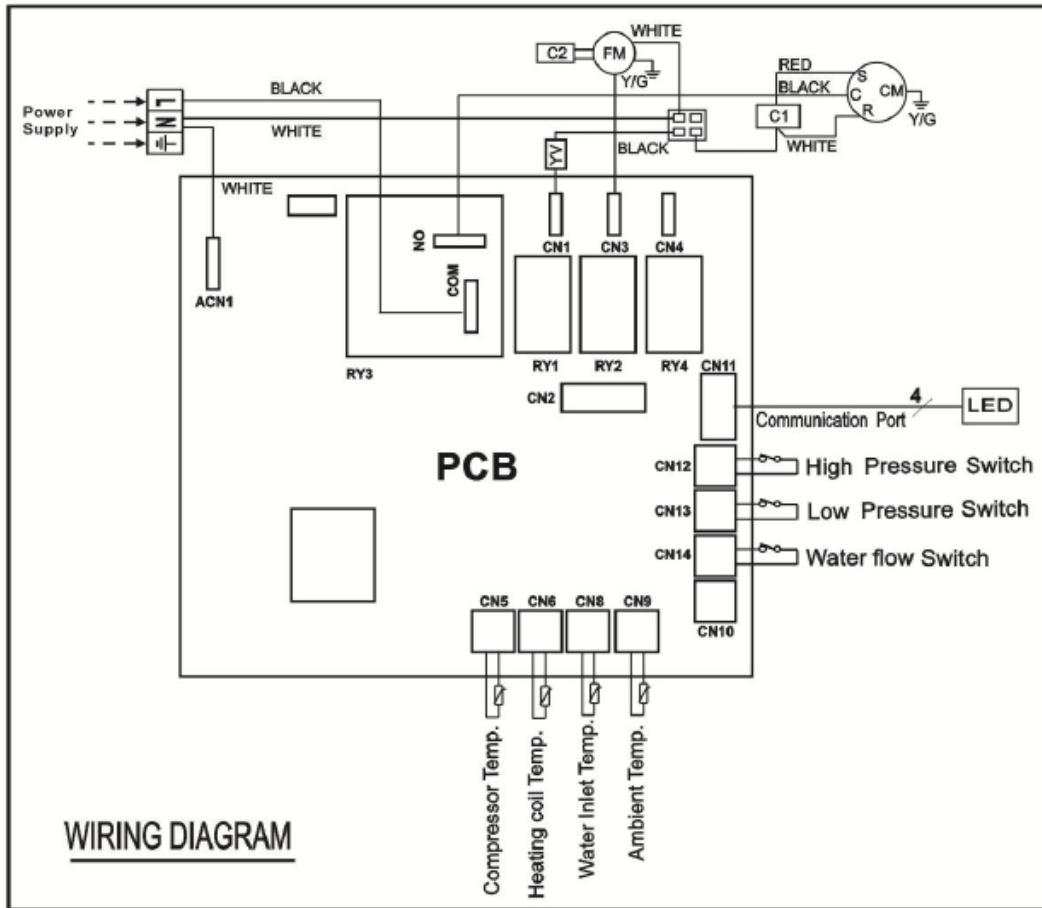 WHITE
C2
FM
Y/G
RED
BLACK
S
C
R
CM
Y/G
C1
WHITE
Power
Supply
L
N
BLACK
WHITE
BLACK
YV
WHITE
ACN1
NO
COM
RY3
CN1
CN3
CN4
RY1
RY2
RY4
CN2
CN11
4
Communication Port
LED
PCB
CN12
High Pressure Switch
CN13
Low Pressure Switch
CN14
Water flow Switch
CN10
CN5
CN6
CN8
CN9
Compressor Temp.
Heating coil Temp.
Water Inlet Temp.
Ambient Temp.
WIRING DIAGRAM